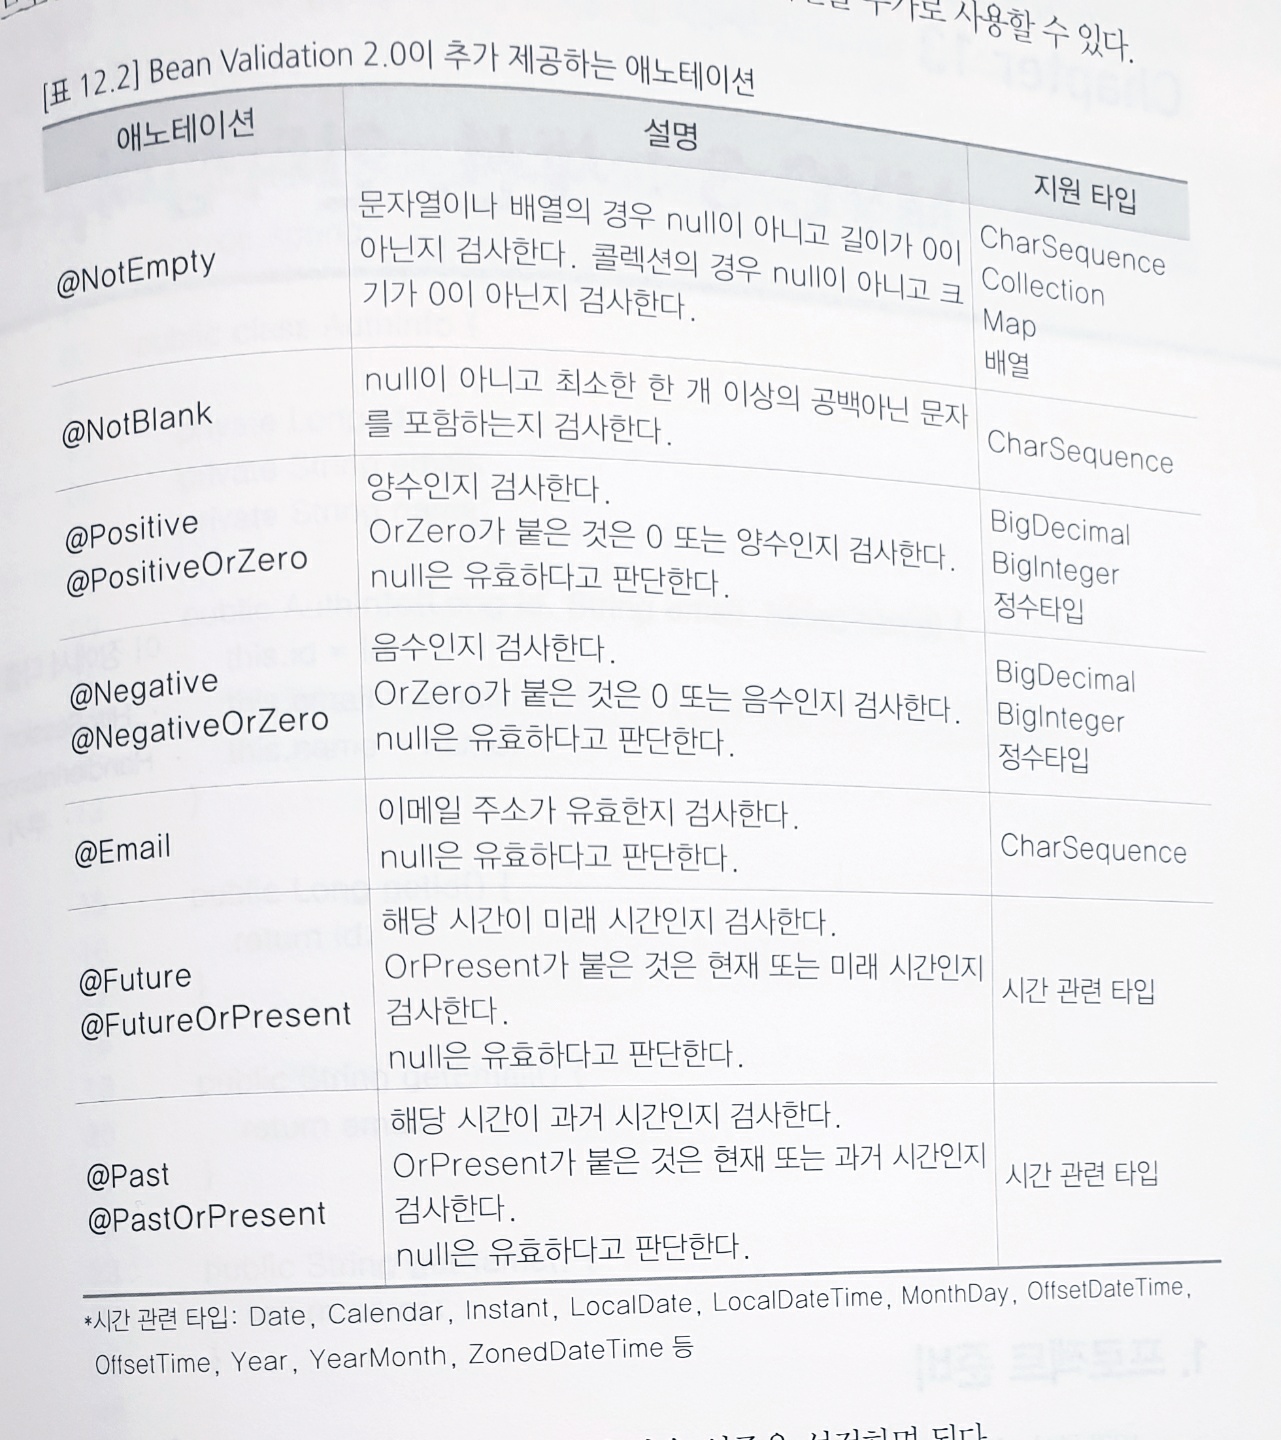 추가로 사용할 수 있다.
[표 12.2] Bean Validation 2.0이 추가 제공하는 애노테이션
애노테이션
설명
지원 타입
@NotEmpty
문자열이나 배열의 경우 null이 아니고 길이가 0이
아닌지 검사한다. 콜렉션의 경우 null이 아니고 크
기가 0이 아닌지 검사한다.
CharSequence
Collection
Map
배열
@NotBlank
null이 아니고 최소한 한 개 이상의 공백아닌 문자
를 포함하는지 검사한다.
CharSequence
@Positive
@PositiveOrZero
양수인지 검사한다.
OrZero가 붙은 것은 0 또는 양수인지 검사한다.
null은 유효하다고 판단한다.
BigDecimal
BigInteger
정수타입
@Negative
@NegativeOrZero
음수인지 검사한다.
OrZero가 붙은 것은 0 또는 음수인지 검사한다.
null은 유효하다고 판단한다.
BigDecimal
BigInteger
정수타입
@Email
이메일 주소가 유효한지 검사한다.
null은 유효하다고 판단한다.
CharSequence
@Future
@FutureOrPresent
해당 시간이 미래 시간인지 검사한다.
OrPresent가 붙은 것은 현재 또는 미래 시간인지
검사한다.
null은 유효하다고 판단한다.
시간 관련 타입
@Past
@PastOrPresent
해당 시간이 과거 시간인지 검사한다.
OrPresent가 붙은 것은 현재 또는 과거 시간인지
검사한다.
null은 유효하다고 판단한다.
시간 관련 타입
*시간 관련 타입: Date, Calendar, Instant, LocalDate, LocalDateTime, MonthDay, OffsetDateTime,
OffsetTime, Year, YearMonth, ZonedDateTime 등